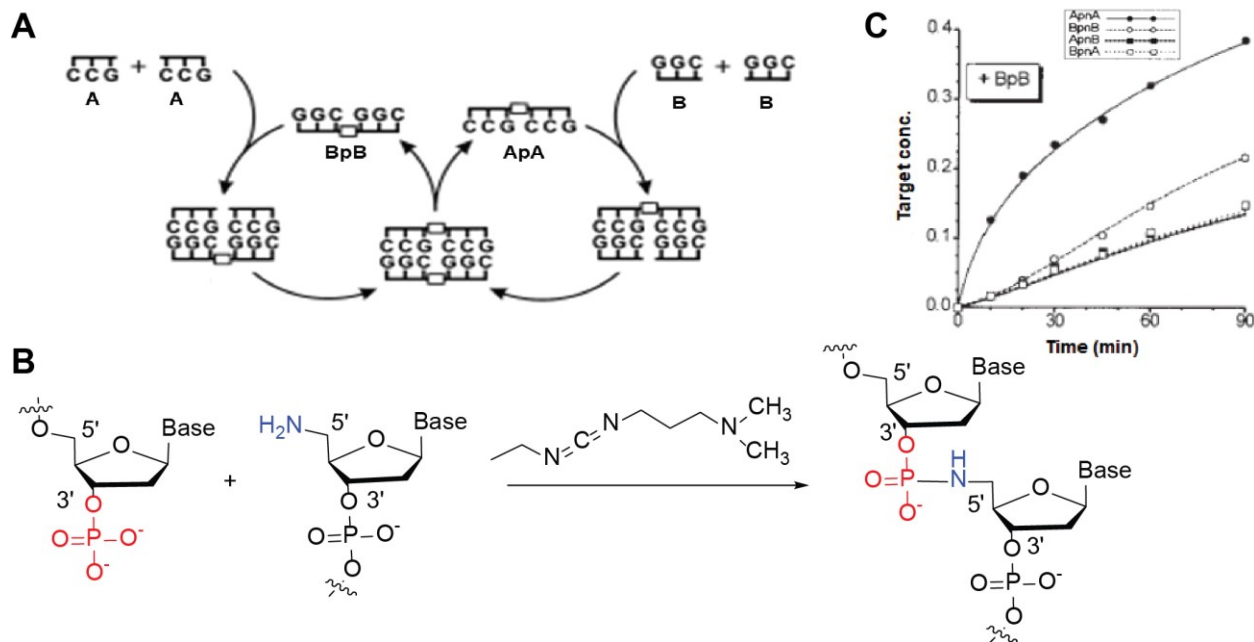 A
CCG + CCG
A A
GGC GGC
BpB
CCG CCG
ApA
GGC + GGC
B B
CCG CCG
GGC GGC
CCG CCG
GGC GGC
CCG CCG
GGC GGC
C
ApnA
BpnB
ApnB
BpnA
+ BpB
Target conc.
0.4
0.3
0.2
0.1
0.0
0 30 60 90
Time (min)
B
O 5' O Base
3'
O
O=P-O-
O-
+
H2N 5' O Base
3'
O
O=P-O-
O
N=C=N N CH3
CH3
O 5' O Base
3'
O
O=P
O-
H
N
5' O Base
3'
O
O=P-O-
O